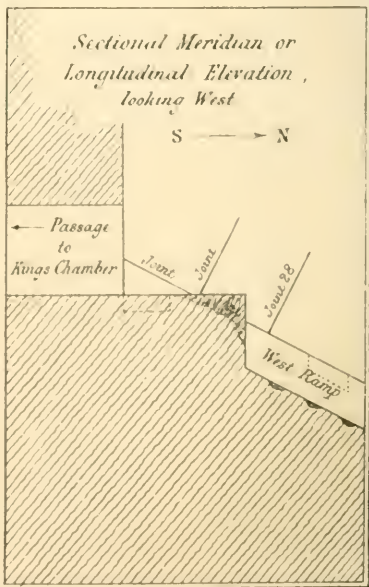 Sectional Meridian or
Longitudinal Elevation,
looking West
S → N
← Passage
to
Kings Chamber
Joint
Joint
Joint 28
West Ramp